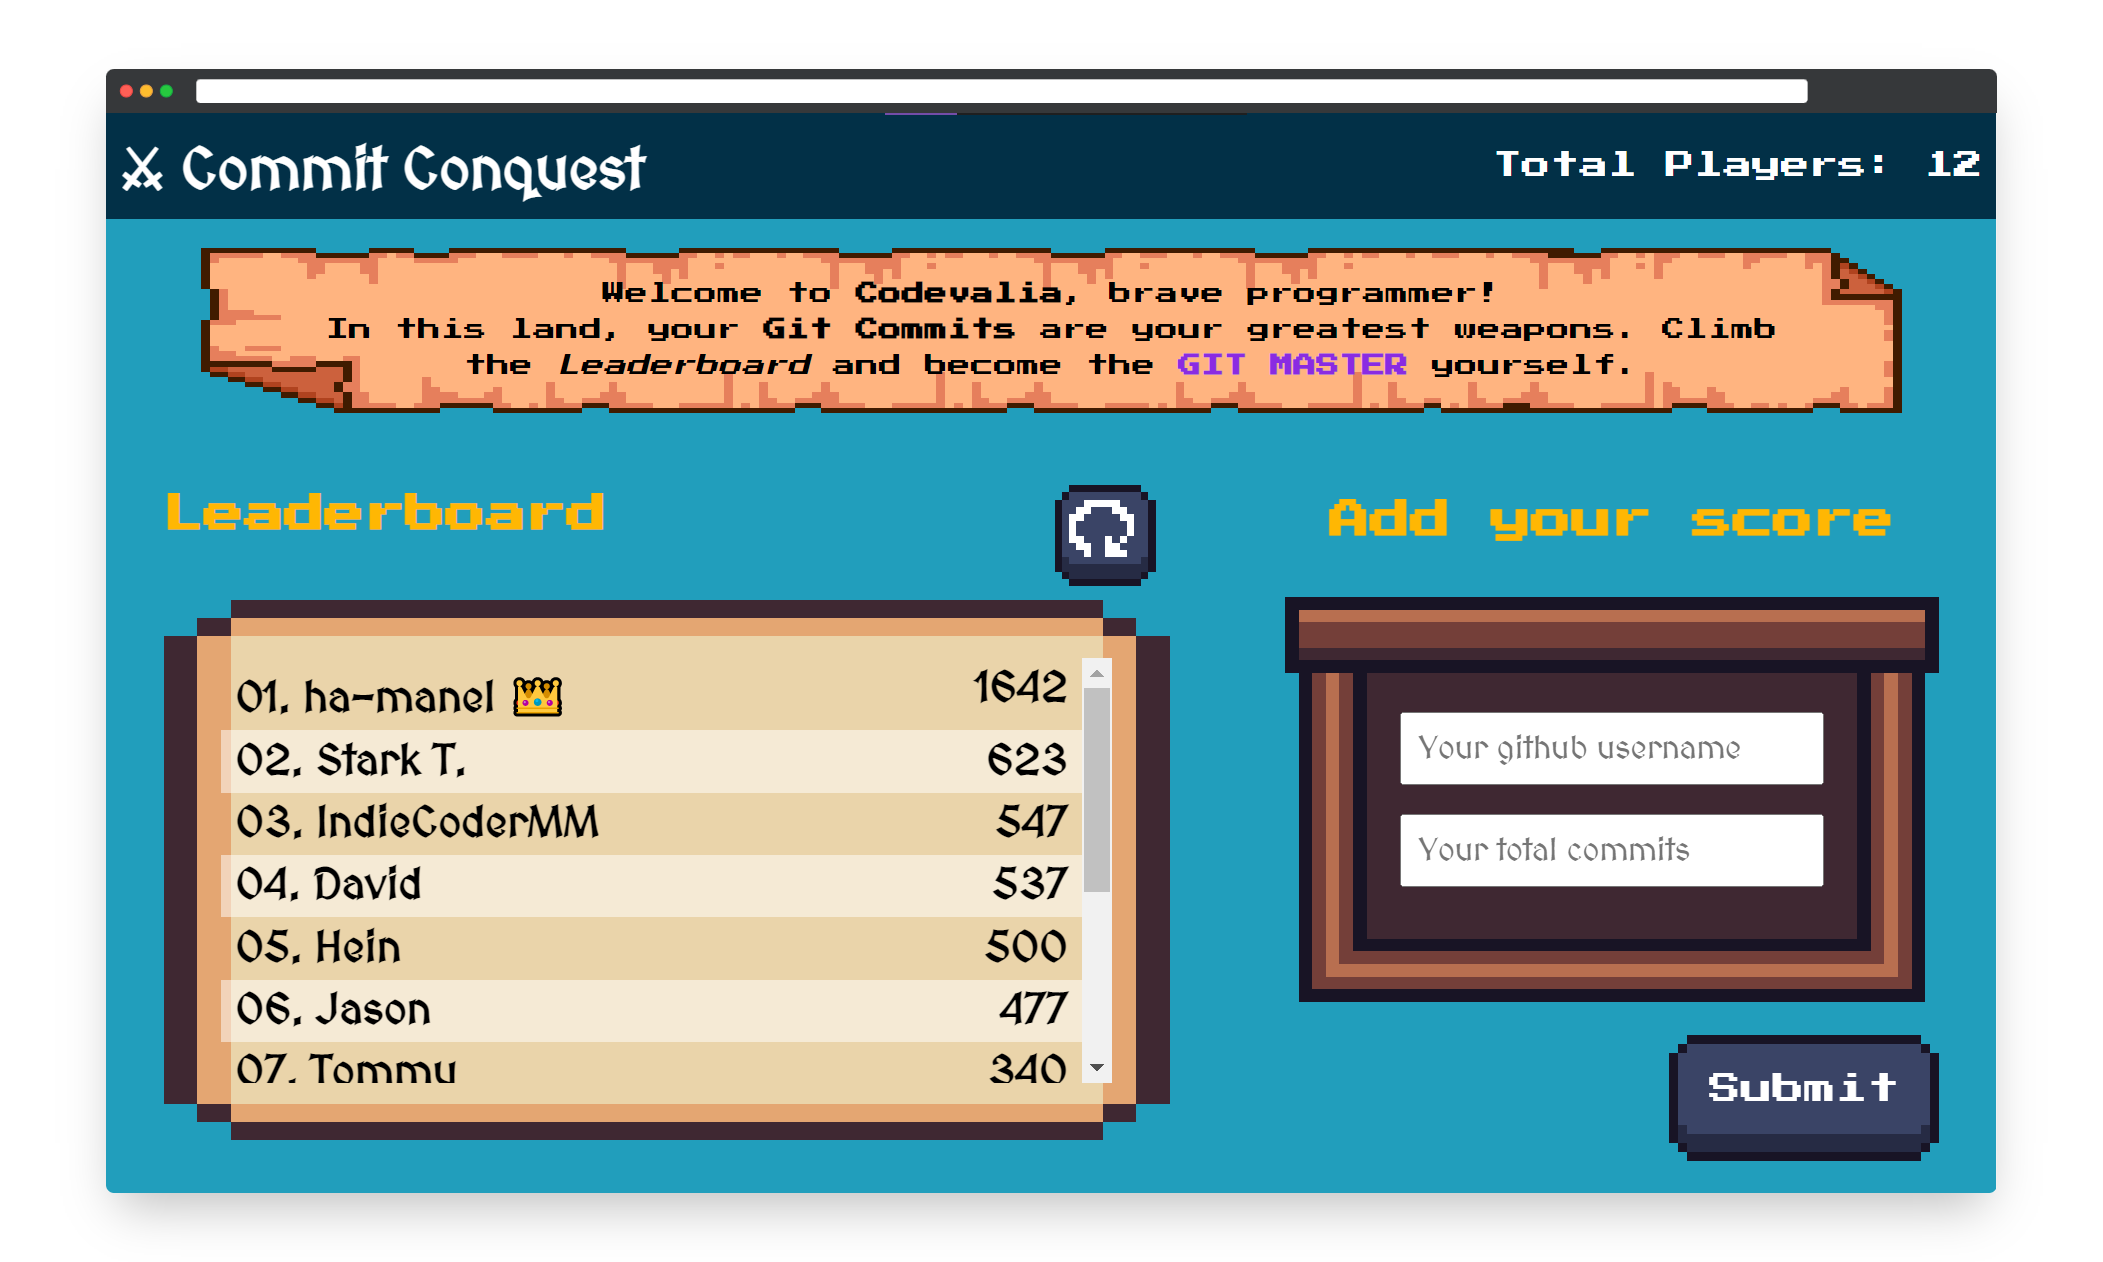 Commit Conquest
Total Players: 12
Welcome to Codevalia, brave programmer!
In this land, your Git Commits are your greatest weapons. Climb
the Leaderboard and become the GIT MASTER yourself.
Leaderboard
Add your score
01. ha-manel 1642
02. Stark T. 623
03. IndieCoderMM 547
04. David 537
05. Hein 500
06. Jason 477
07. Tommy 340
Your github username
Your total commits
Submit